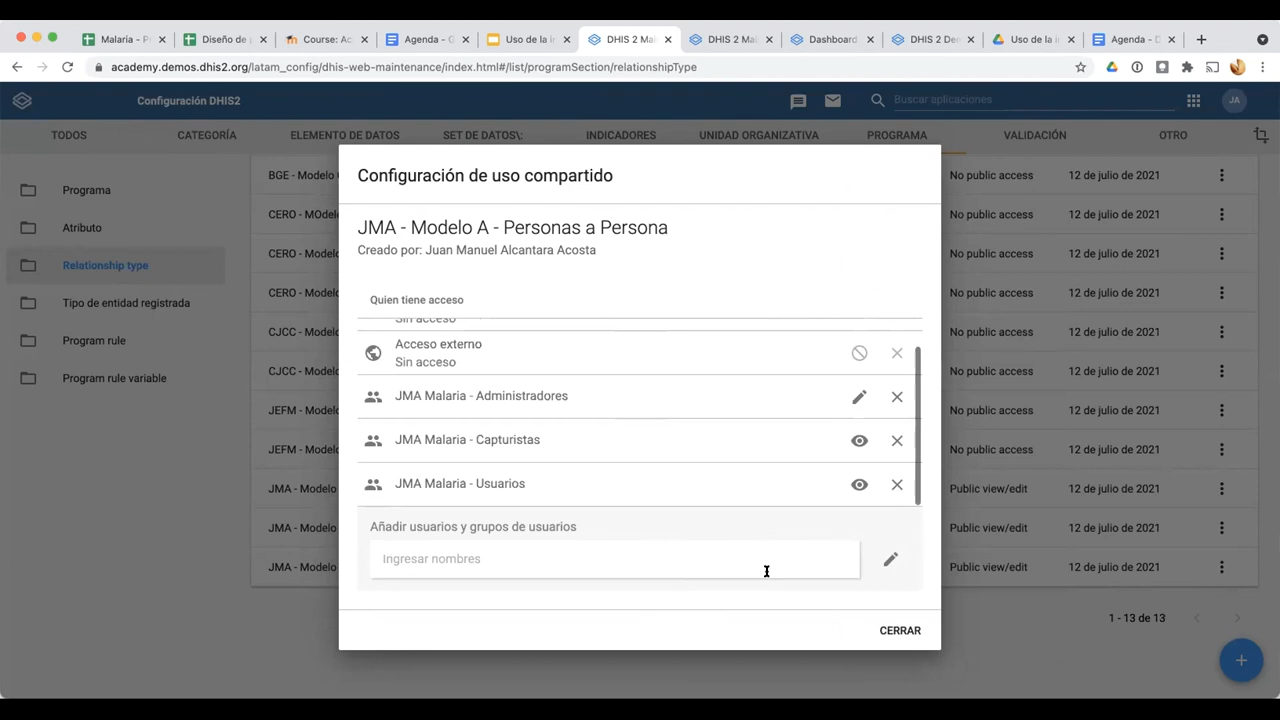 Malaria - P
Diseño de
Course: Ac
Agenda - G
Uso de la i
DHIS 2 Mai
DHIS 2 Mai
Dashboard
DHIS 2 De
Uso de la i
Agenda - D
academy.demos.dhis2.org/latam_config/dhis-web-maintenance/index.html#/list/programSection/relationshipType
Configuración DHIS2
Buscar aplicaciones
JA
TODOS
CATEGORÍA
ELEMENTO DE DATOS
SET DE DATOS\:
INDICADORES
UNIDAD ORGANIZATIVA
PROGRAMA
VALIDACIÓN
OTRO
Programa
Atributo
Relationship type
Tipo de entidad registrada
Program rule
Program rule variable
BGE - Modelo
No public access 12 de julio de 2021
CERO - MOdel
No public access 12 de julio de 2021
CERO - Model
No public access 12 de julio de 2021
CERO - Model
No public access 12 de julio de 2021
CJCC - Model
No public access 12 de julio de 2021
CJCC - Model
No public access 12 de julio de 2021
JEFM - Model
No public access 12 de julio de 2021
JEFM - Model
No public access 12 de julio de 2021
JMA - Modelo
Public view/edit 12 de julio de 2021
JMA - Modelo
Public view/edit 12 de julio de 2021
JMA - Modelo
Public view/edit 12 de julio de 2021
1 - 13 de 13
Configuración de uso compartido
JMA - Modelo A - Personas a Persona
Creado por: Juan Manuel Alcantara Acosta
Quien tiene acceso
Sin acceso
Acceso externo
Sin acceso
JMA Malaria - Administradores
JMA Malaria - Capturistas
JMA Malaria - Usuarios
Añadir usuarios y grupos de usuarios
Ingresar nombres
CERRAR